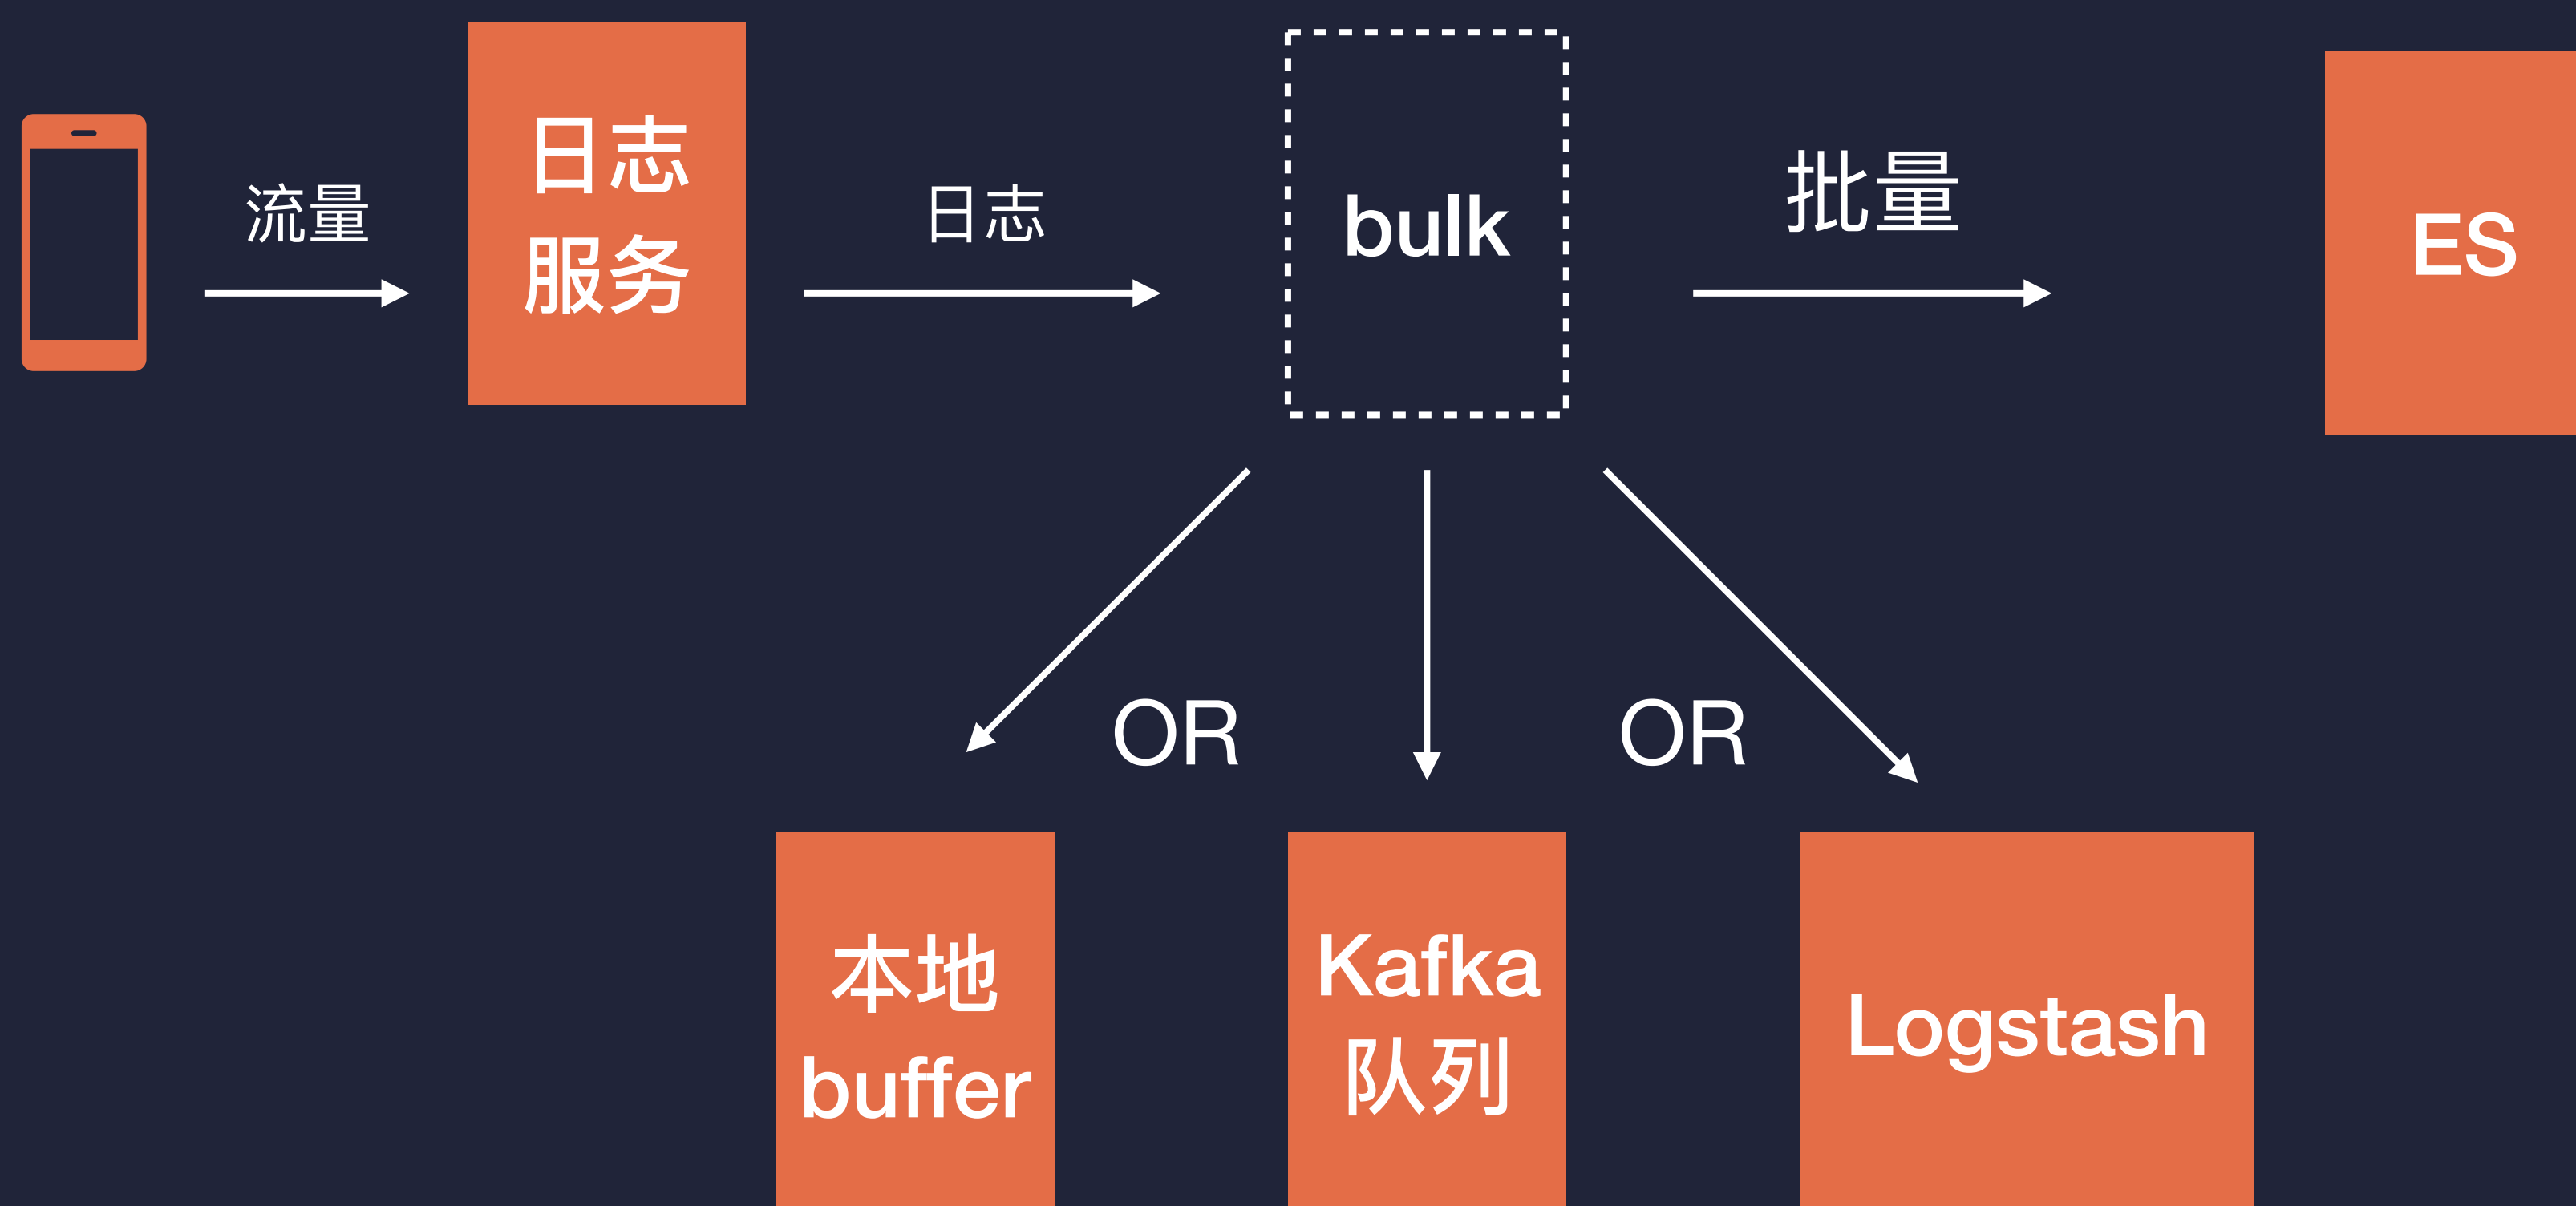 流量
日志
服务
日志
bulk
批量
ES
OR
OR
本地
buffer
Kafka
队列
Logstash